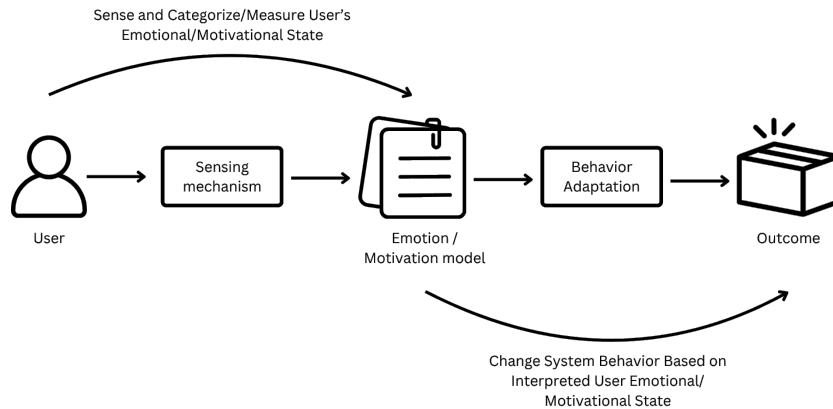 Sense and Categorize/Measure User's
Emotional/Motivational State
Sensing
mechanism
Behavior
Adaptation
User
Emotion /
Motivation model
Outcome
Change System Behavior Based on
Interpreted User Emotional/
Motivational State